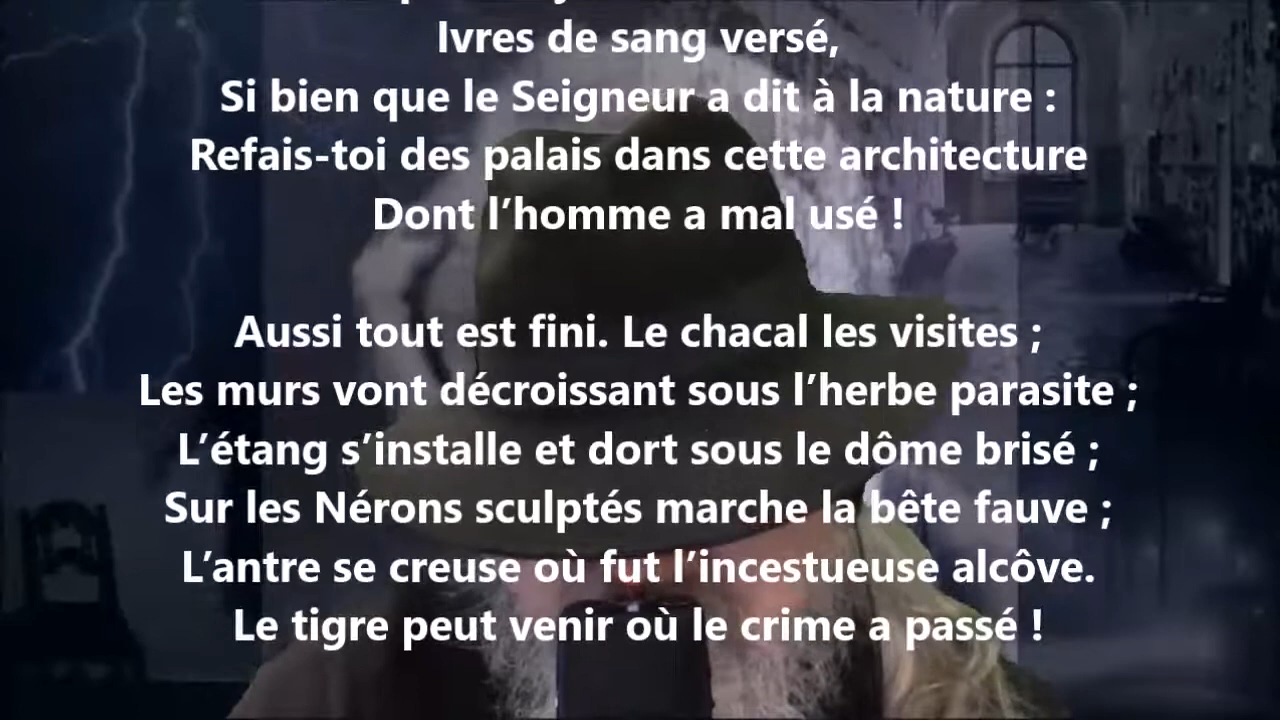 Ivres de sang versé,
Si bien que le Seigneur a dit à la nature :
Refais-toi des palais dans cette architecture
Dont l’homme a mal usé !
Aussi tout est fini. Le chacal les visites ;
Les murs vont décroissant sous l’herbe parasite ;
L’étang s’installe et dort sous le dôme brisé ;
Sur les Nérons sculptés marche la bête fauve ;
L’antre se creuse où fut l’incestueuse alcôve.
Le tigre peut venir où le crime a passé !